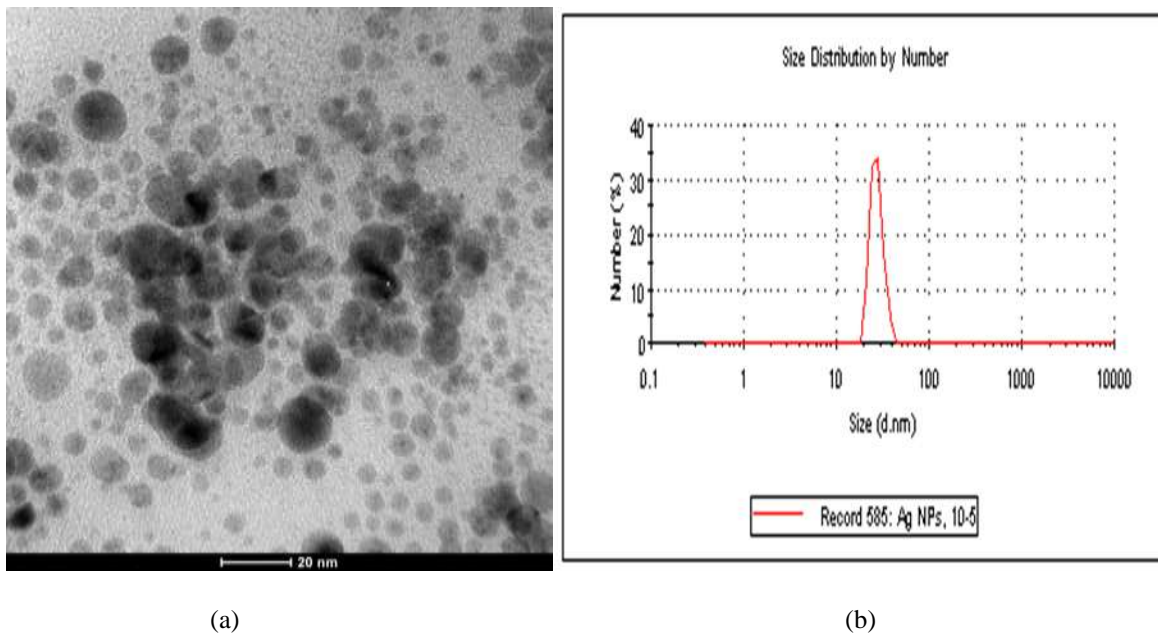 20 nm
(a)
Size Distribution by Number
Number (%)
40
30
20
10
0
0.1 1 10 100 1000 10000
Size (d.nm)
Record 585: Ag NPs, 10-5
(b)